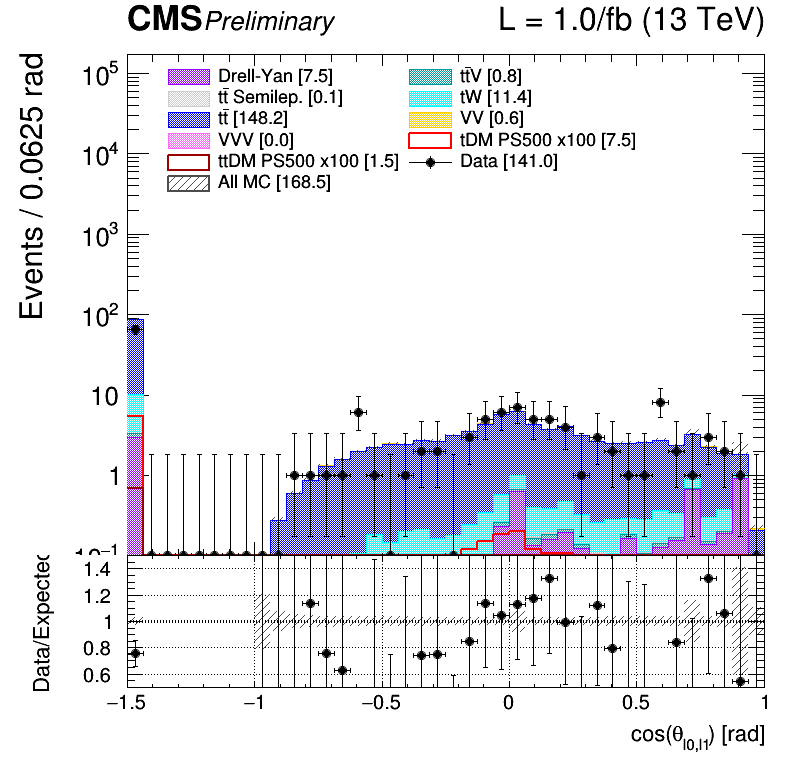 CMS Preliminary L = 1.0/fb (13 TeV)
Events / 0.0625 rad
10⁵
10⁴
10³
10²
10
1
10⁻¹
Drell-Yan [7.5]
tt̄V [0.8]
tt̄ Semilep. [0.1]
tW [11.4]
tt̄ [148.2]
VV [0.6]
VVV [0.0]
tDM PS500 x100 [7.5]
ttDM PS500 x100 [1.5]
Data [141.0]
All MC [168.5]
Data/Expected
1.4
1.2
1
0.8
0.6
−1.5 −1 −0.5 0 0.5 1
cos(θ_l0,l1) [rad]